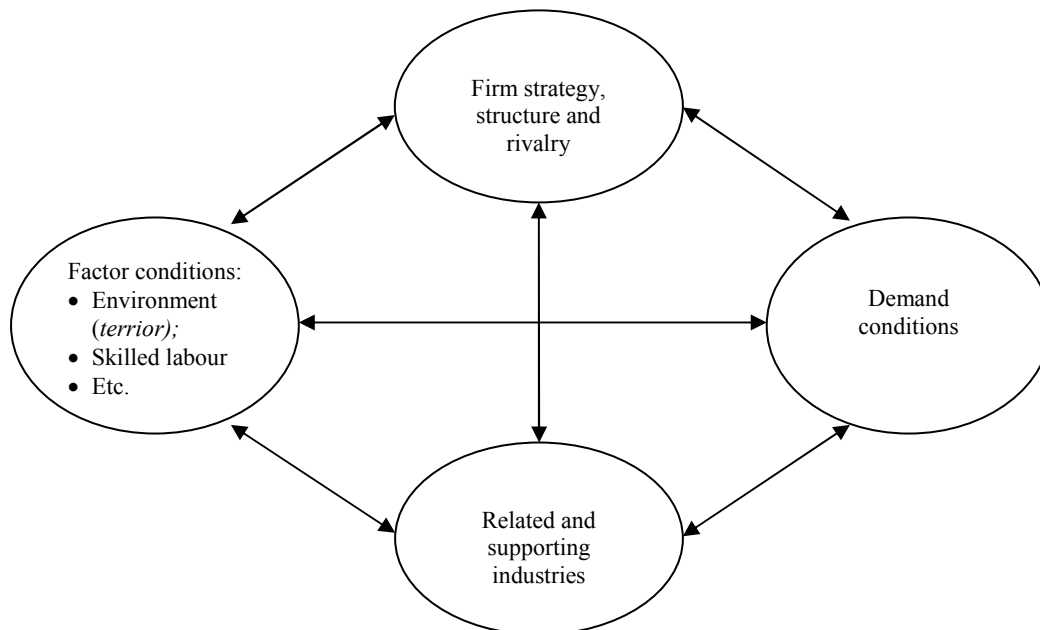 Firm strategy,
structure and
rivalry
Factor conditions:
• Environment
(terrior);
• Skilled labour
• Etc.
Demand
conditions
Related and
supporting
industries